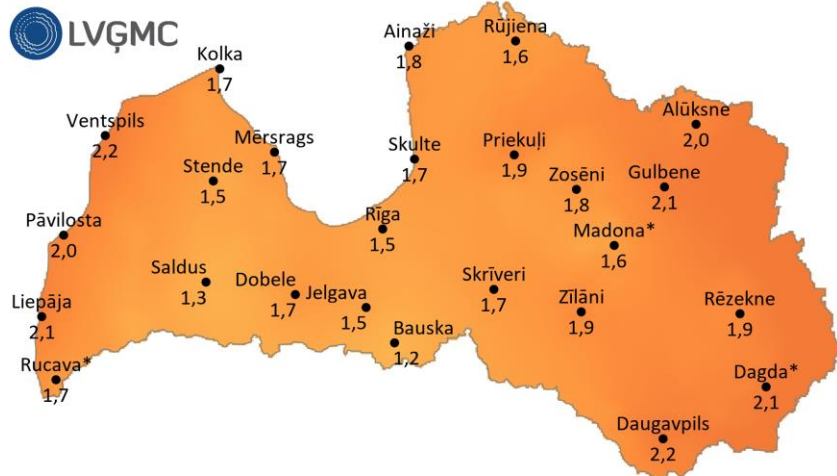 LVĢMC
Kolka
1,7
Ainaži
1,8
Rūjiena
1,6
Ventspils
2,2
Mērsrags
1,7
Stende
1,5
Skulte
1,7
Priekuļi
1,9
Alūksne
2,0
Zosēni
1,8
Gulbene
2,1
Pāvilosta
2,0
Rīga
1,5
Madona*
1,6
Saldus
1,3
Dobele
1,7
Jelgava
1,5
Skrīveri
1,7
Zīlāni
1,9
Rēzekne
1,9
Liepāja
2,1
Bauska
1,2
Rucava*
1,7
Dagda*
2,1
Daugavpils
2,2